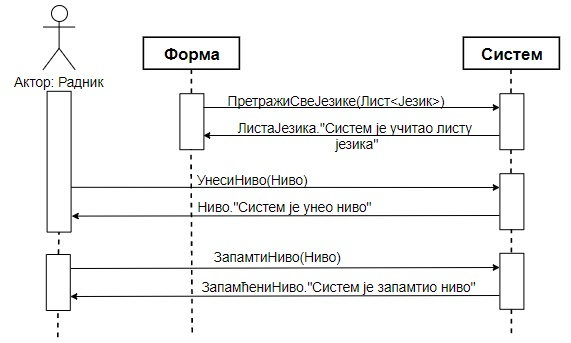 Форма
Систем
Актор: Радник
ПретражиСвеЈезике(Лист<Језик>)
ЛистаЈезика."Систем је учитао листу
језика"
УнесиНиво(Ниво)
Ниво."Систем је унео ниво"
ЗапамтиНиво(Ниво)
ЗапамћениНиво."Систем је запамтио ниво"